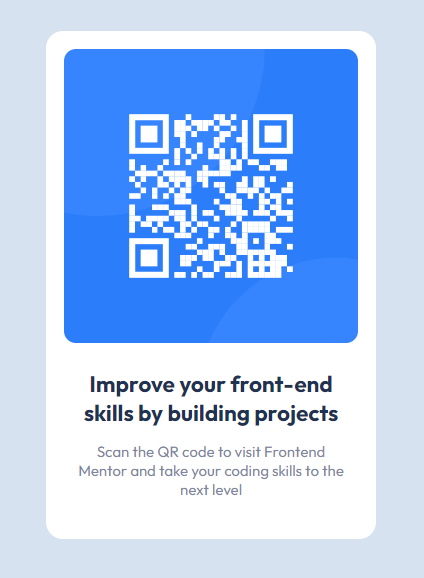 Improve your front-end
skills by building projects
Scan the QR code to visit Frontend
Mentor and take your coding skills to the
next level